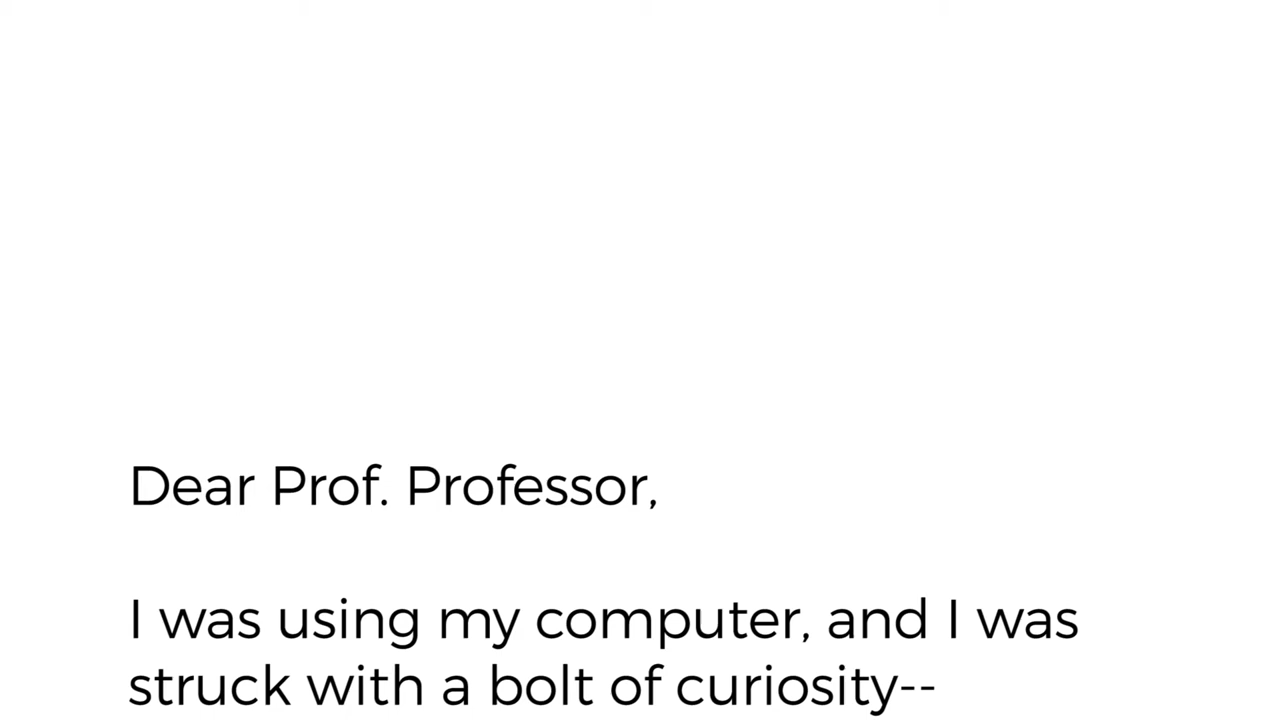 Dear Prof. Professor,
I was using my computer, and I was
struck with a bolt of curiosity--